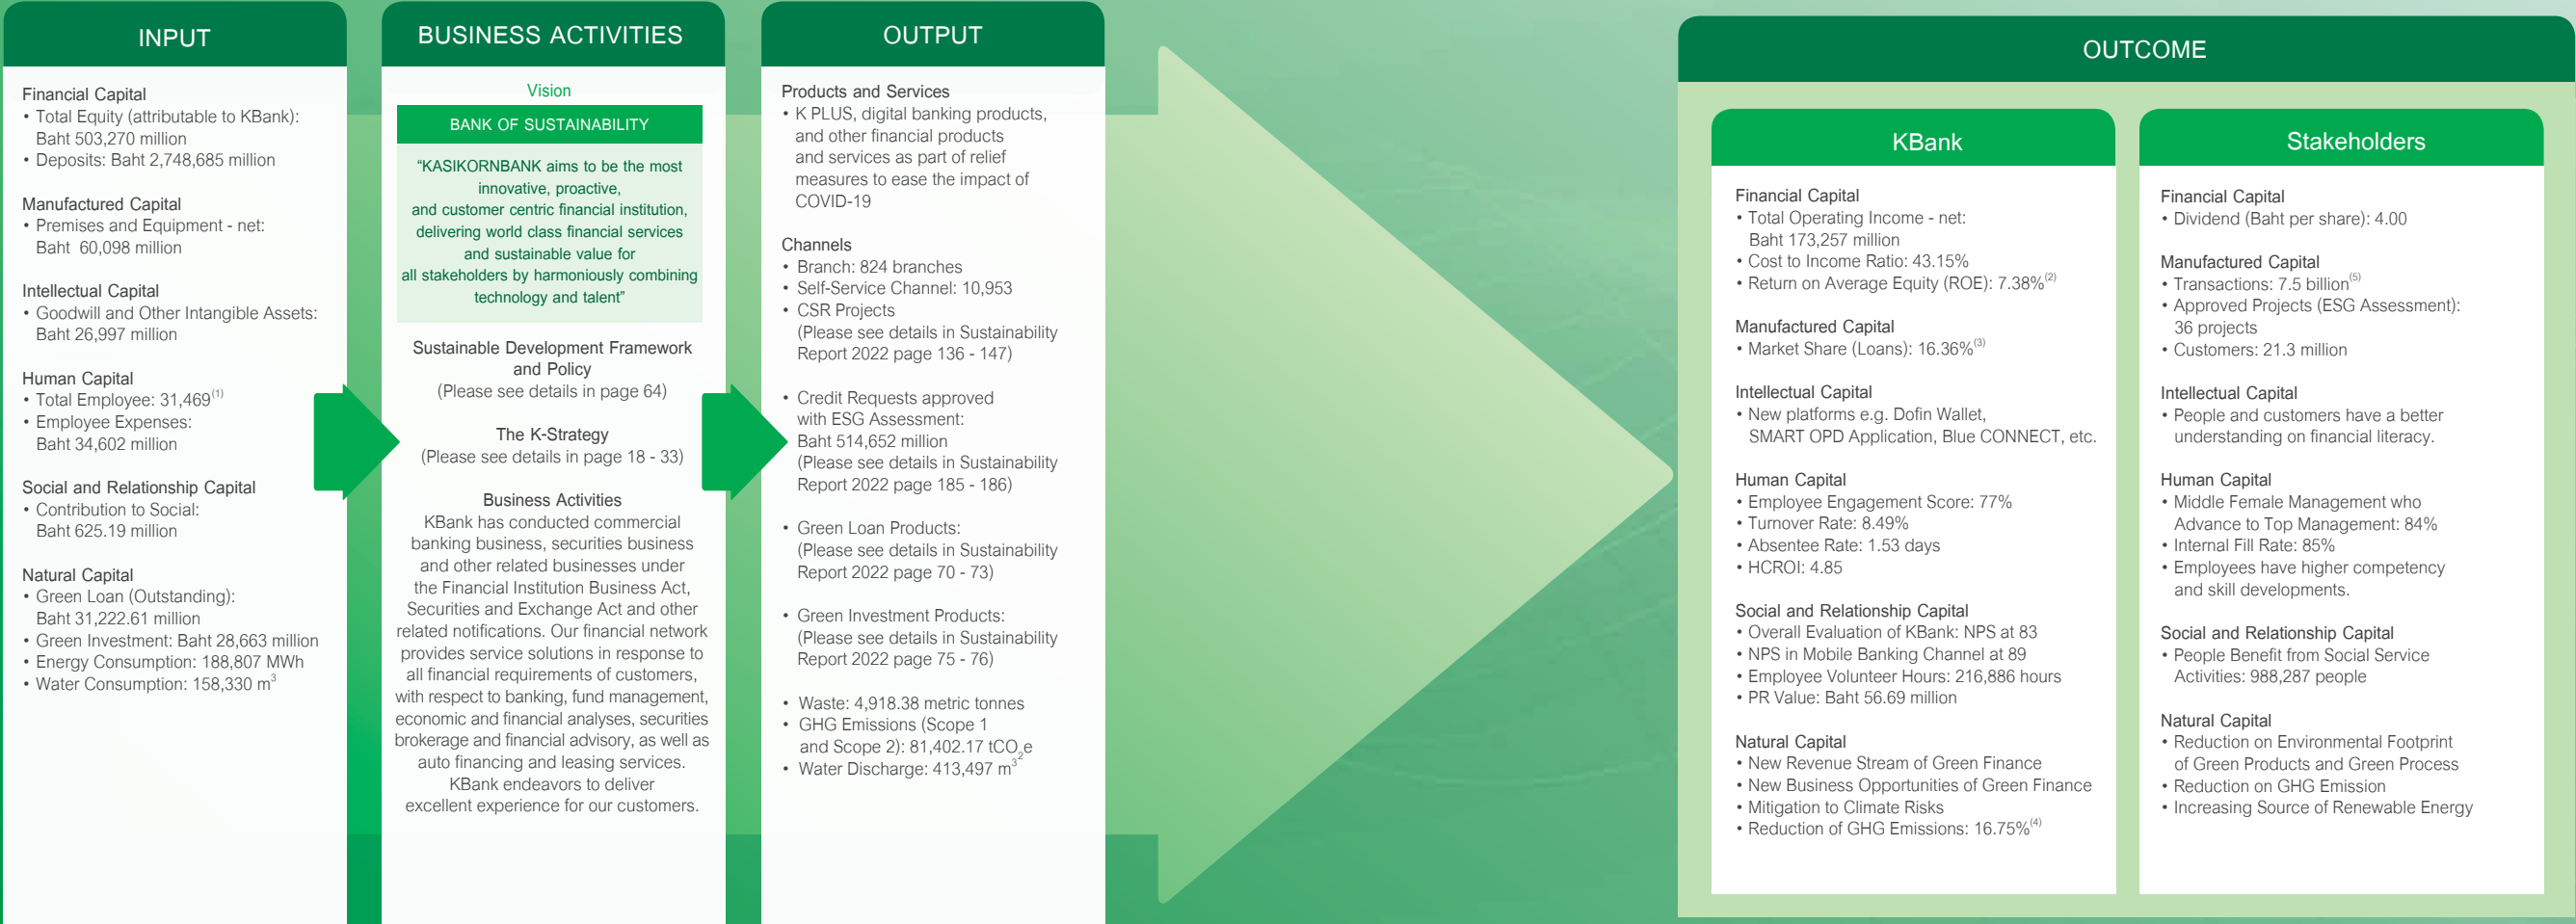 INPUT
Financial Capital
• Total Equity (attributable to KBank):
Baht 503,270 million
• Deposits: Baht 2,748,685 million
Manufactured Capital
• Premises and Equipment - net:
Baht 60,098 million
Intellectual Capital
• Goodwill and Other Intangible Assets:
Baht 26,997 million
Human Capital
• Total Employee: 31,469(1)
• Employee Expenses:
Baht 34,602 million
Social and Relationship Capital
• Contribution to Social:
Baht 625.19 million
Natural Capital
• Green Loan (Outstanding):
Baht 31,222.61 million
• Green Investment: Baht 28,663 million
• Energy Consumption: 188,807 MWh
• Water Consumption: 158,330 m3
BUSINESS ACTIVITIES
Vision
BANK OF SUSTAINABILITY
“KASIKORNBANK aims to be the most
innovative, proactive,
and customer centric financial institution,
delivering world class financial services
and sustainable value for
all stakeholders by harmoniously combining
technology and talent”
Sustainable Development Framework
and Policy
(Please see details in page 64)
The K-Strategy
(Please see details in page 18 - 33)
Business Activities
KBank has conducted commercial
banking business, securities business
and other related businesses under
the Financial Institution Business Act,
Securities and Exchange Act and other
related notifications. Our financial network
provides service solutions in response to
all financial requirements of customers,
with respect to banking, fund management,
economic and financial analyses, securities
brokerage and financial advisory, as well as
auto financing and leasing services.
KBank endeavors to deliver
excellent experience for our customers.
OUTPUT
Products and Services
• K PLUS, digital banking products,
and other financial products
and services as part of relief
measures to ease the impact of
COVID-19
Channels
• Branch: 824 branches
• Self-Service Channel: 10,953
• CSR Projects
(Please see details in Sustainability
Report 2022 page 136 - 147)
• Credit Requests approved
with ESG Assessment:
Baht 514,652 million
(Please see details in Sustainability
Report 2022 page 185 - 186)
• Green Loan Products:
(Please see details in Sustainability
Report 2022 page 70 - 73)
• Green Investment Products:
(Please see details in Sustainability
Report 2022 page 75 - 76)
• Waste: 4,918.38 metric tonnes
• GHG Emissions (Scope 1
and Scope 2): 81,402.17 tCO2e
• Water Discharge: 413,497 m3
OUTCOME
KBank
Financial Capital
• Total Operating Income - net:
Baht 173,257 million
• Cost to Income Ratio: 43.15%
• Return on Average Equity (ROE): 7.38%(2)
Manufactured Capital
• Market Share (Loans): 16.36%(3)
Intellectual Capital
• New platforms e.g. Dofin Wallet,
SMART OPD Application, Blue CONNECT, etc.
Human Capital
• Employee Engagement Score: 77%
• Turnover Rate: 8.49%
• Absentee Rate: 1.53 days
• HCROI: 4.85
Social and Relationship Capital
• Overall Evaluation of KBank: NPS at 83
• NPS in Mobile Banking Channel at 89
• Employee Volunteer Hours: 216,886 hours
• PR Value: Baht 56.69 million
Natural Capital
• New Revenue Stream of Green Finance
• New Business Opportunities of Green Finance
• Mitigation to Climate Risks
• Reduction of GHG Emissions: 16.75%(4)
Stakeholders
Financial Capital
• Dividend (Baht per share): 4.00
Manufactured Capital
• Transactions: 7.5 billion(5)
• Approved Projects (ESG Assessment):
36 projects
• Customers: 21.3 million
Intellectual Capital
• People and customers have a better
understanding on financial literacy.
Human Capital
• Middle Female Management who
Advance to Top Management: 84%
• Internal Fill Rate: 85%
• Employees have higher competency
and skill developments.
Social and Relationship Capital
• People Benefit from Social Service
Activities: 988,287 people
Natural Capital
• Reduction on Environmental Footprint
of Green Products and Green Process
• Reduction on GHG Emission
• Increasing Source of Renewable Energy